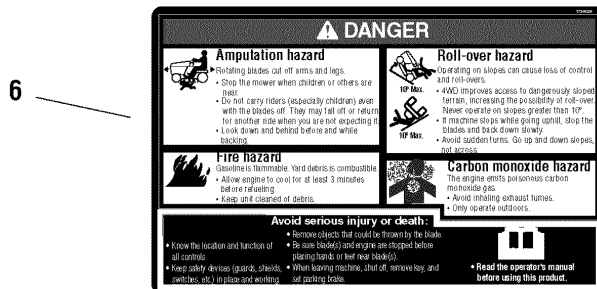 6
DANGER
Amputation hazard
Rotating blades cut off arms and legs.
• Stop the mower when children or others are
near.
• Do not carry riders (especially children) even
with the blades off. They may fall off or return
for another ride when you are not expecting it.
• Look down and behind before and while
backing.
Roll-over hazard
Operating on slopes can cause loss of control
and roll-overs.
• 4WD improves access to dangerously sloped
terrain, increasing the possibility of roll-over.
Never operate on slopes greater than 10º.
• If machine stops while going uphill, stop the
blades and back down slowly.
• Avoid sudden turns. Go up and down slopes,
not across.
10º Max.
10º Max.
Fire hazard
Gasoline is flammable. Yard debris is combustible.
• Allow engine to cool for at least 3 minutes
before refueling.
• Keep unit cleaned of debris.
Carbon monoxide hazard
The engine emits poisonous carbon
monoxide gas.
• Avoid inhaling exhaust fumes.
• Only operate outdoors.
Avoid serious injury or death:
• Know the location and function of
all controls.
• Keep safety devices (guards, shields,
switches, etc.) in place and working.
• Remove objects that could be thrown by the blade.
• Be sure blade(s) and engine are stopped before
placing hands or feet near blade(s).
• When leaving machine, shut off, remove key, and
set parking brake.
• Read the operator's manual
before using this product.